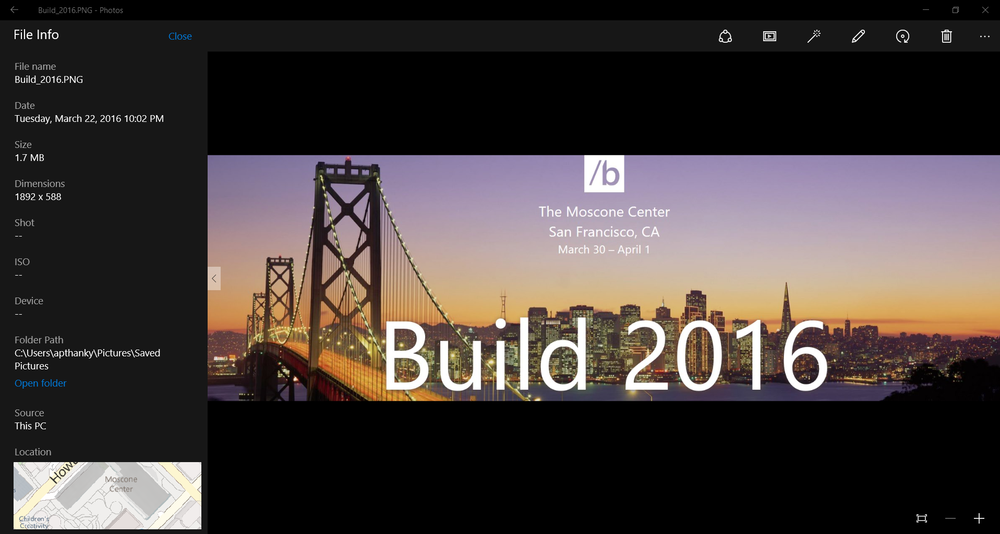 Build_2016.PNG - Photos
File Info
Close
File name
Build_2016.PNG
Date
Tuesday, March 22, 2016 10:02 PM
Size
1.7 MB
Dimensions
1892 x 588
Shot
--
ISO
--
Device
--
Folder Path
C:\Users\apthanky\Pictures\Saved
Pictures
Open folder
Source
This PC
Location
Howa
Moscone
Center
s
Children's
Creativity
/b
The Moscone Center
San Francisco, CA
March 30 – April 1
Build 2016